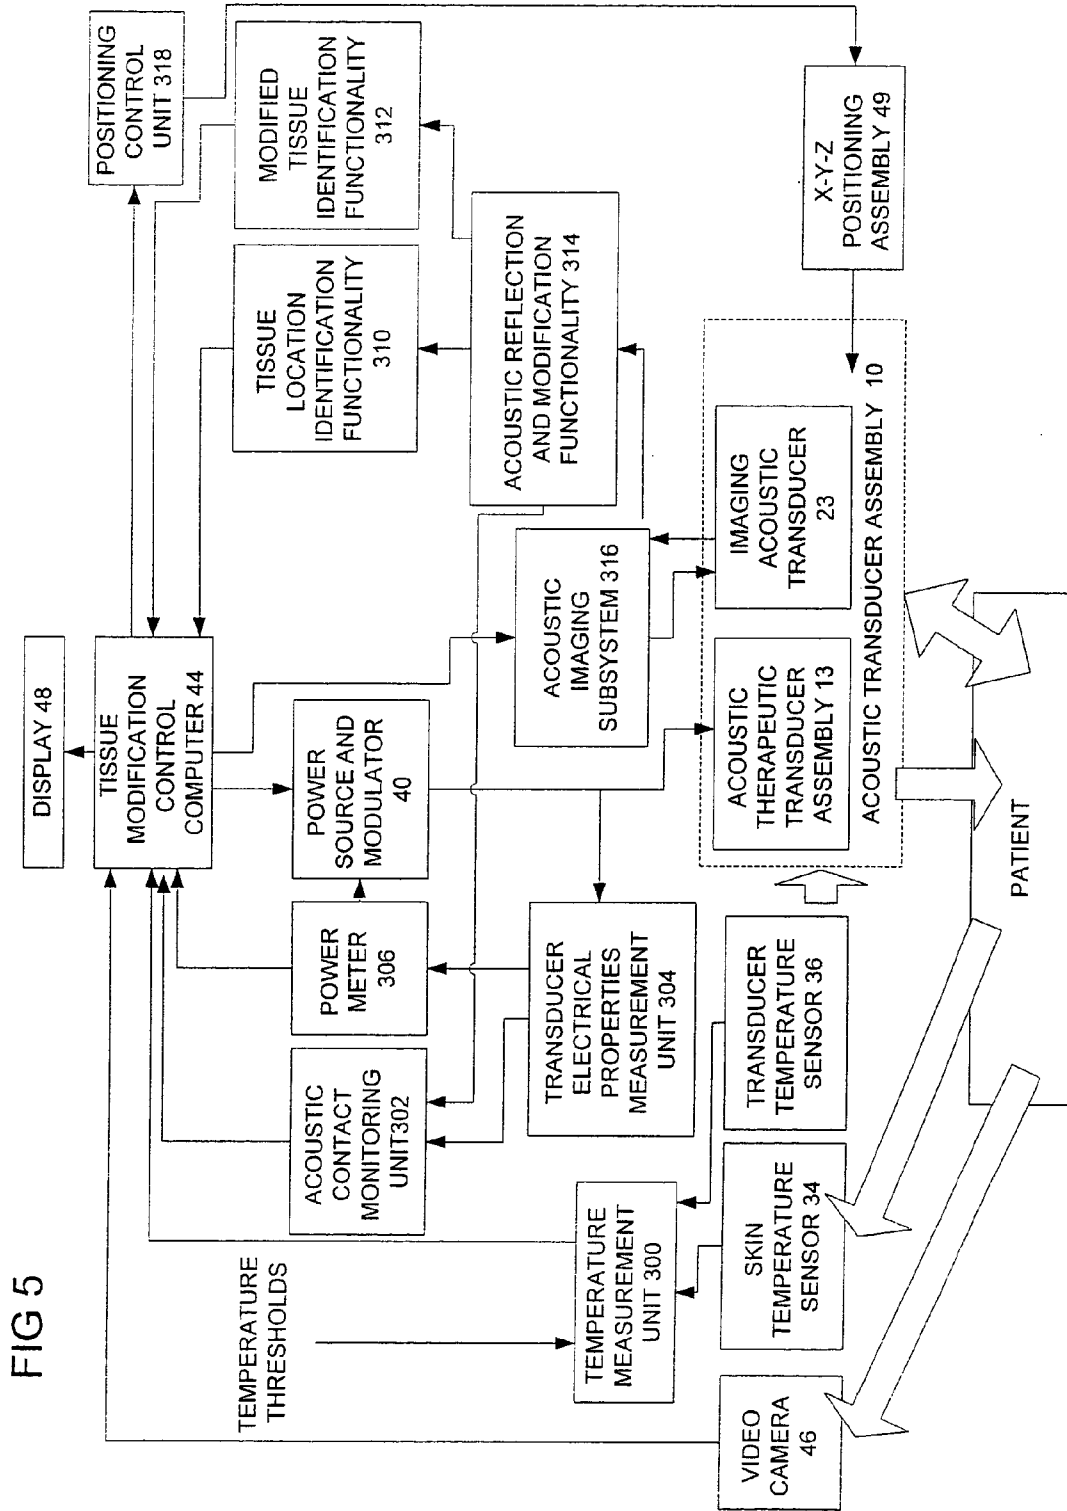 FIG 5
DISPLAY 48
TISSUE
MODIFICATION
CONTROL
COMPUTER 44
POSITIONING
CONTROL
UNIT 318
TEMPERATURE
THRESHOLDS
ACOUSTIC
CONTACT
MONITORING
UNIT302
POWER
METER
306
POWER
SOURCE AND
MODULATOR
40
TISSUE
LOCATION
IDENTIFICATION
FUNCTIONALITY
310
MODIFIED
TISSUE
IDENTIFICATION
FUNCTIONALITY
312
TEMPERATURE
MEASUREMENT
UNIT 300
TRANSDUCER
ELECTRICAL
PROPERTIES
MEASUREMENT
UNIT 304
ACOUSTIC
IMAGING
SUBSYSTEM 316
ACOUSTIC REFLECTION
AND MODIFICATION
FUNCTIONALITY 314
VIDEO
CAMERA
46
SKIN
TEMPERATURE
SENSOR 34
TRANSDUCER
TEMPERATURE
SENSOR 36
ACOUSTIC
THERAPEUTIC
TRANSDUCER
ASSEMBLY 13
IMAGING
ACOUSTIC
TRANSDUCER
23
ACOUSTIC TRANSDUCER ASSEMBLY 10
X-Y-Z
POSITIONING
ASSEMBLY 49
PATIENT